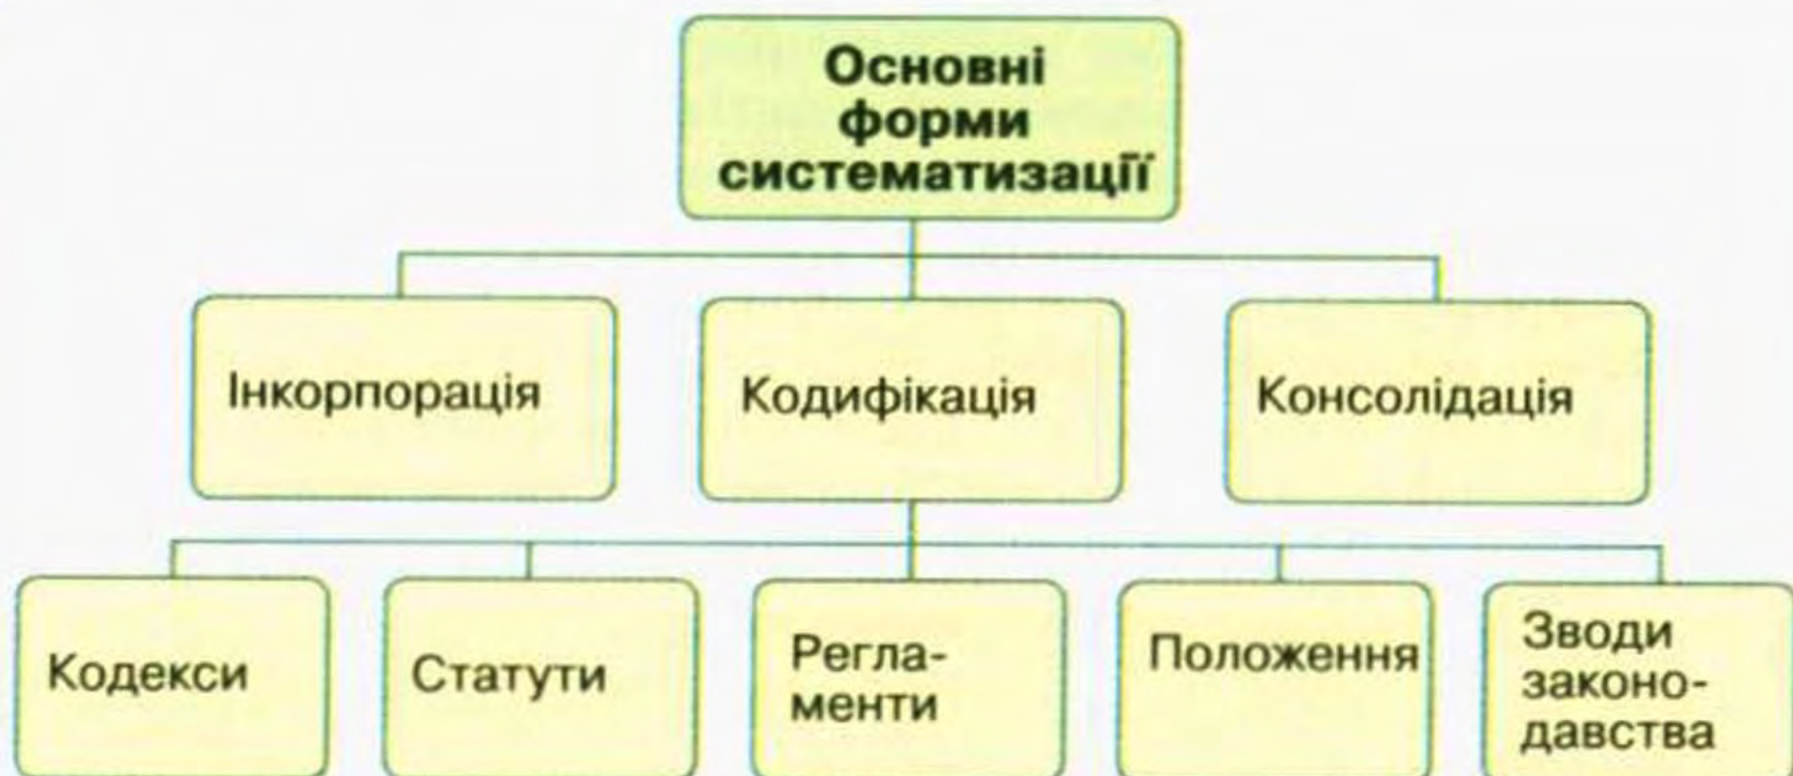 Основні
форми
систематизації
Інкорпорація
Кодифікація
Консолідація
Кодекси
Статути
Регла-
менти
Положення
Зводи
законо-
давства